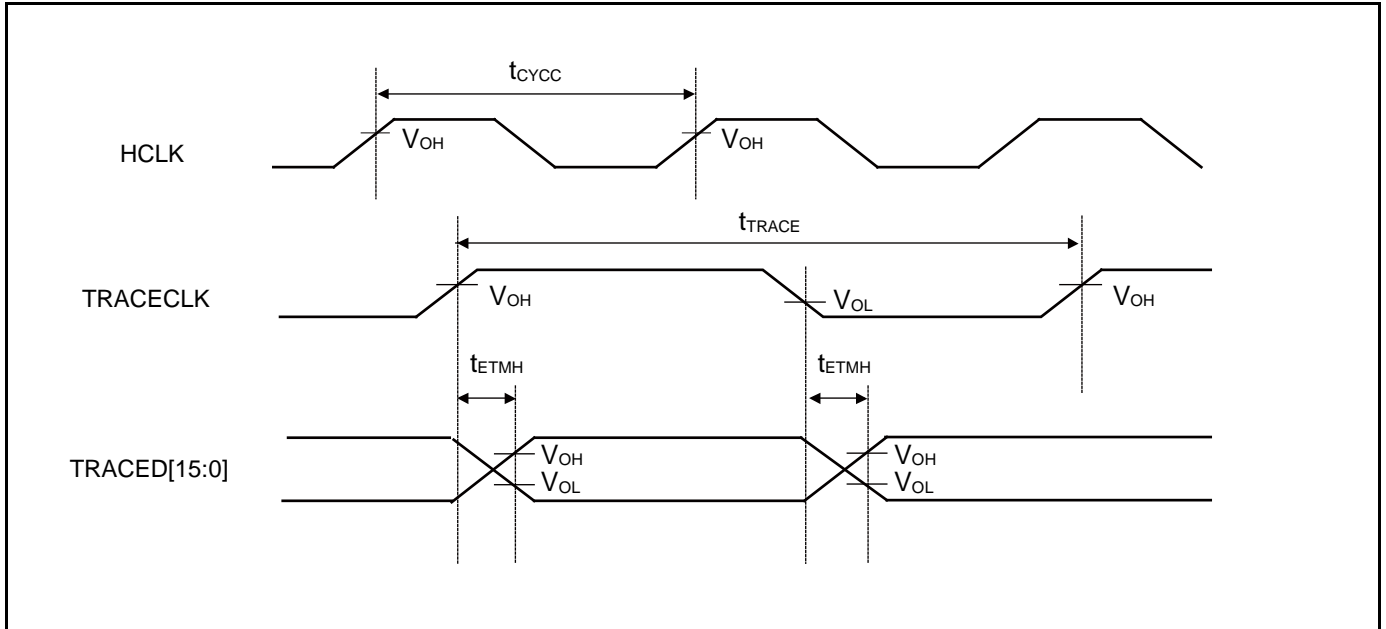 tCYCC
HCLK
VOH
VOH
tTRACE
TRACECLK
VOH
VOL
VOH
tETMH
tETMH
TRACED[15:0]
VOH
VOL
VOH
VOL